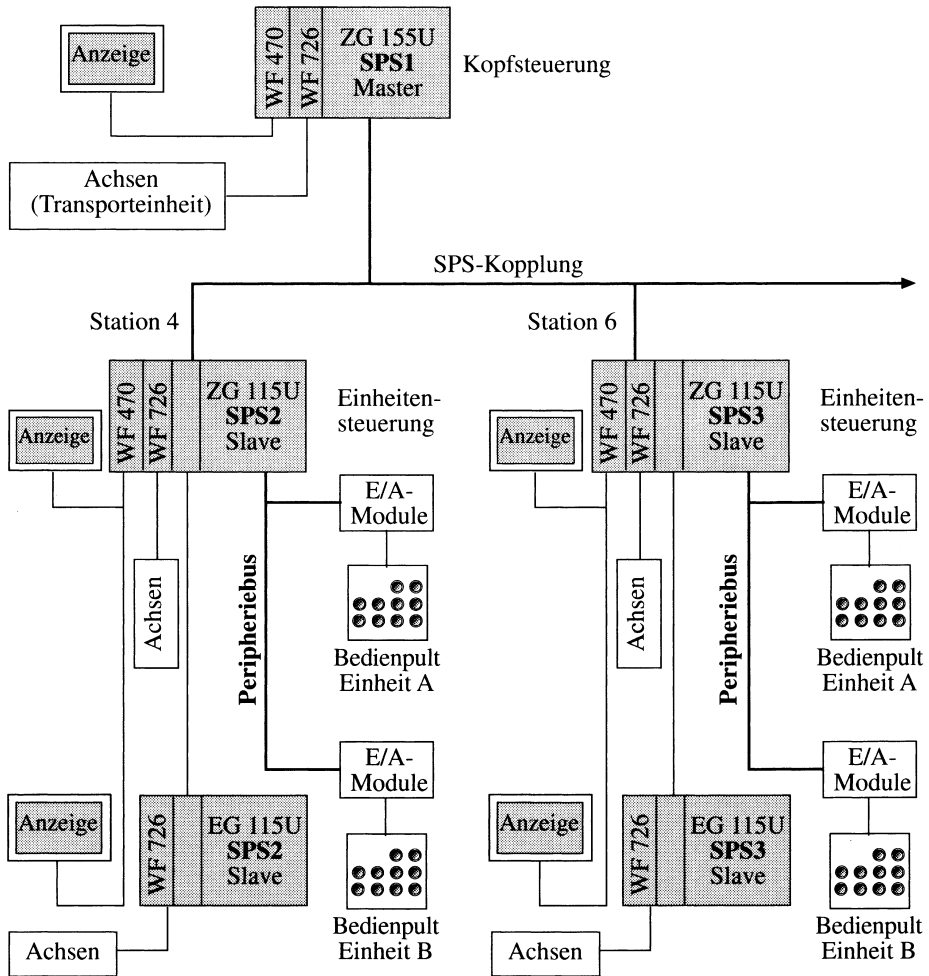 Anzeige
WF 470
WF 726
ZG 155U
SPS1
Master
Kopfsteuerung
Achsen
(Transporteinheit)
SPS-Kopplung
Station 4
Station 6
Anzeige
WF 470
WF 726
ZG 115U
SPS2
Slave
Einheiten-
steuerung
E/A-
Module
Achsen
Peripheriebus
Bedienpult
Einheit A
E/A-
Module
Anzeige
WF 726
EG 115U
SPS2
Slave
Bedienpult
Einheit B
Achsen
Anzeige
WF 470
WF 726
ZG 115U
SPS3
Slave
Einheiten-
steuerung
E/A-
Module
Achsen
Peripheriebus
Bedienpult
Einheit A
E/A-
Module
Anzeige
WF 726
EG 115U
SPS3
Slave
Bedienpult
Einheit B
Achsen